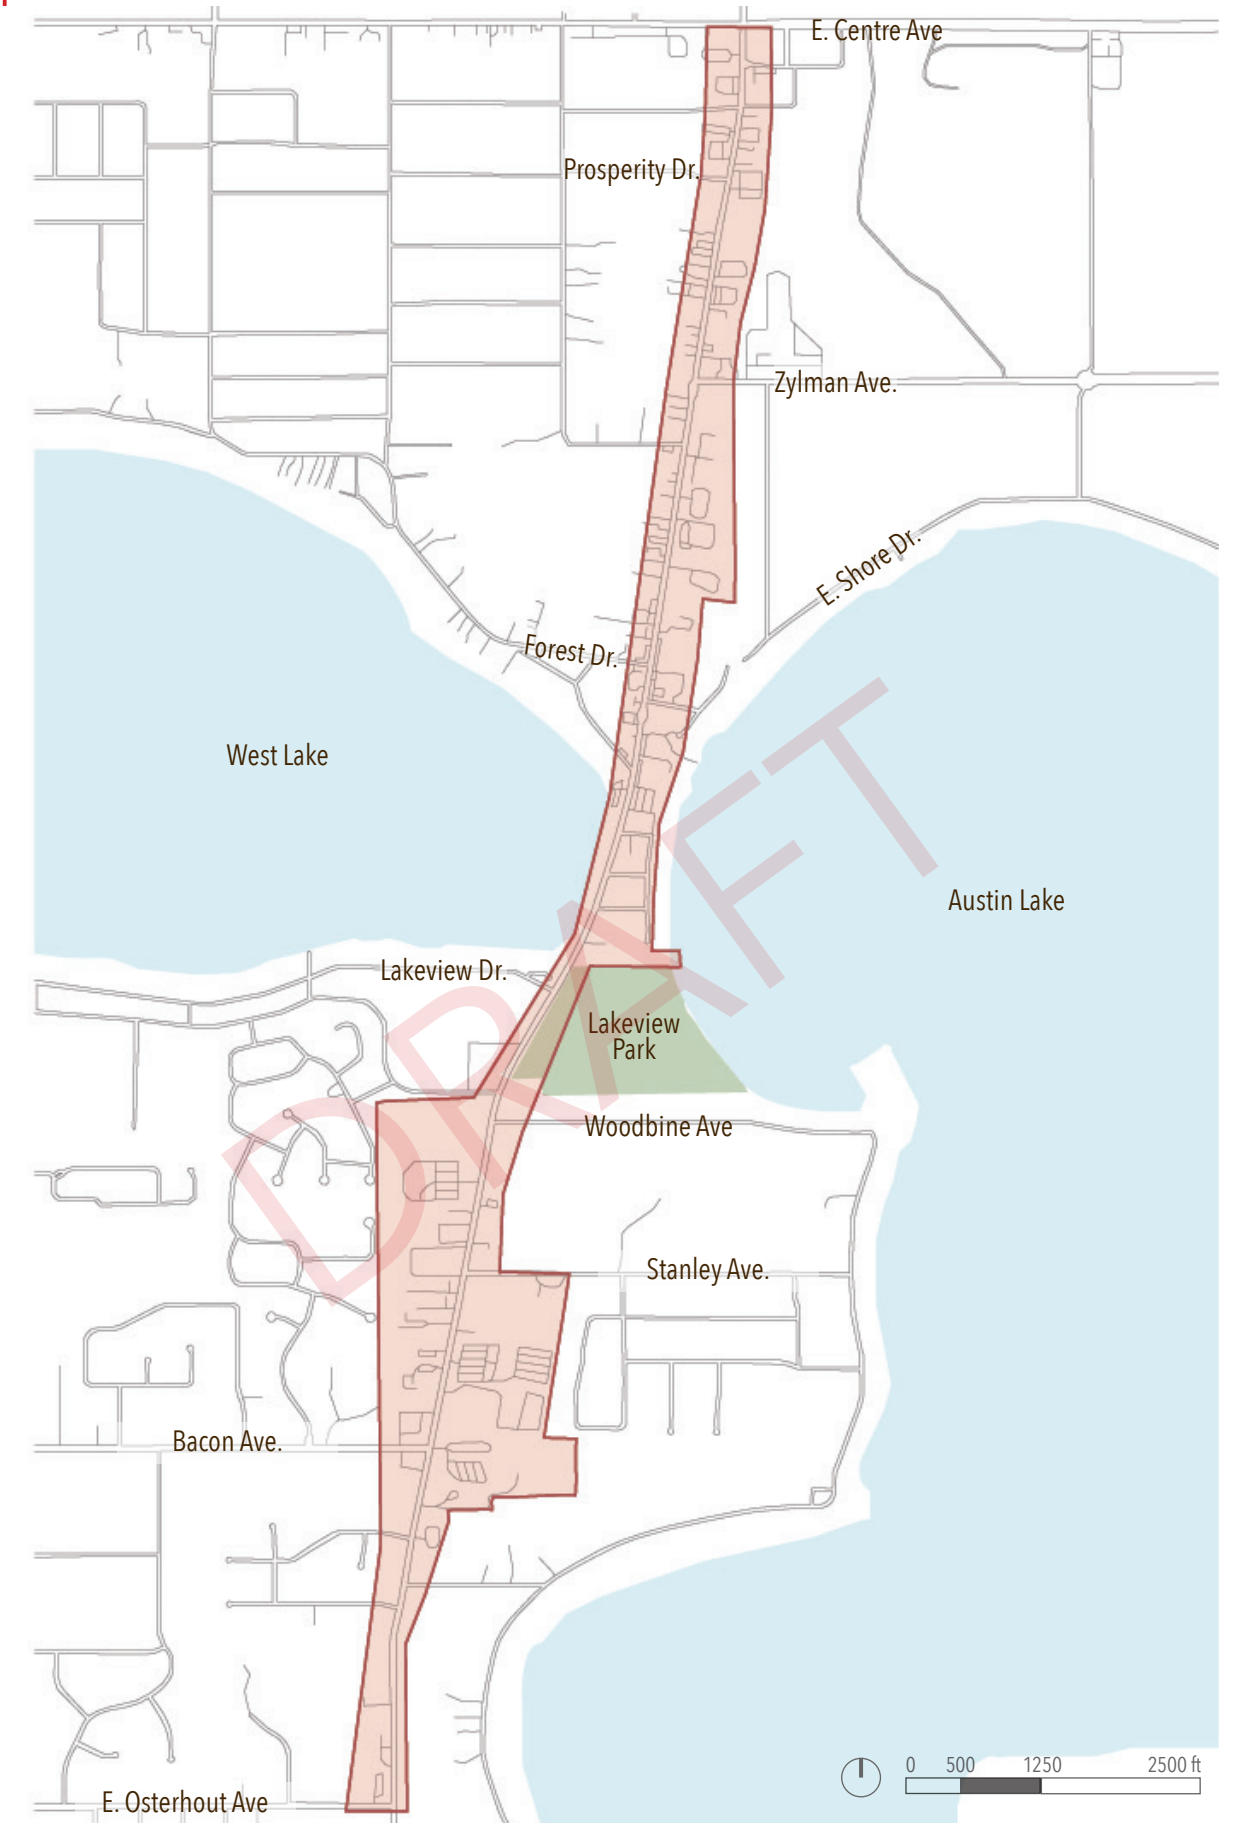 E. Centre Ave
Prosperity Dr.
Zylman Ave.
E. Shore Dr.
Forest Dr.
West Lake
Austin Lake
Lakeview Dr.
Lakeview
Park
DRAFT
Woodbine Ave
Stanley Ave.
Bacon Ave.
0 500 1250 2500 ft
E. Osterhout Ave